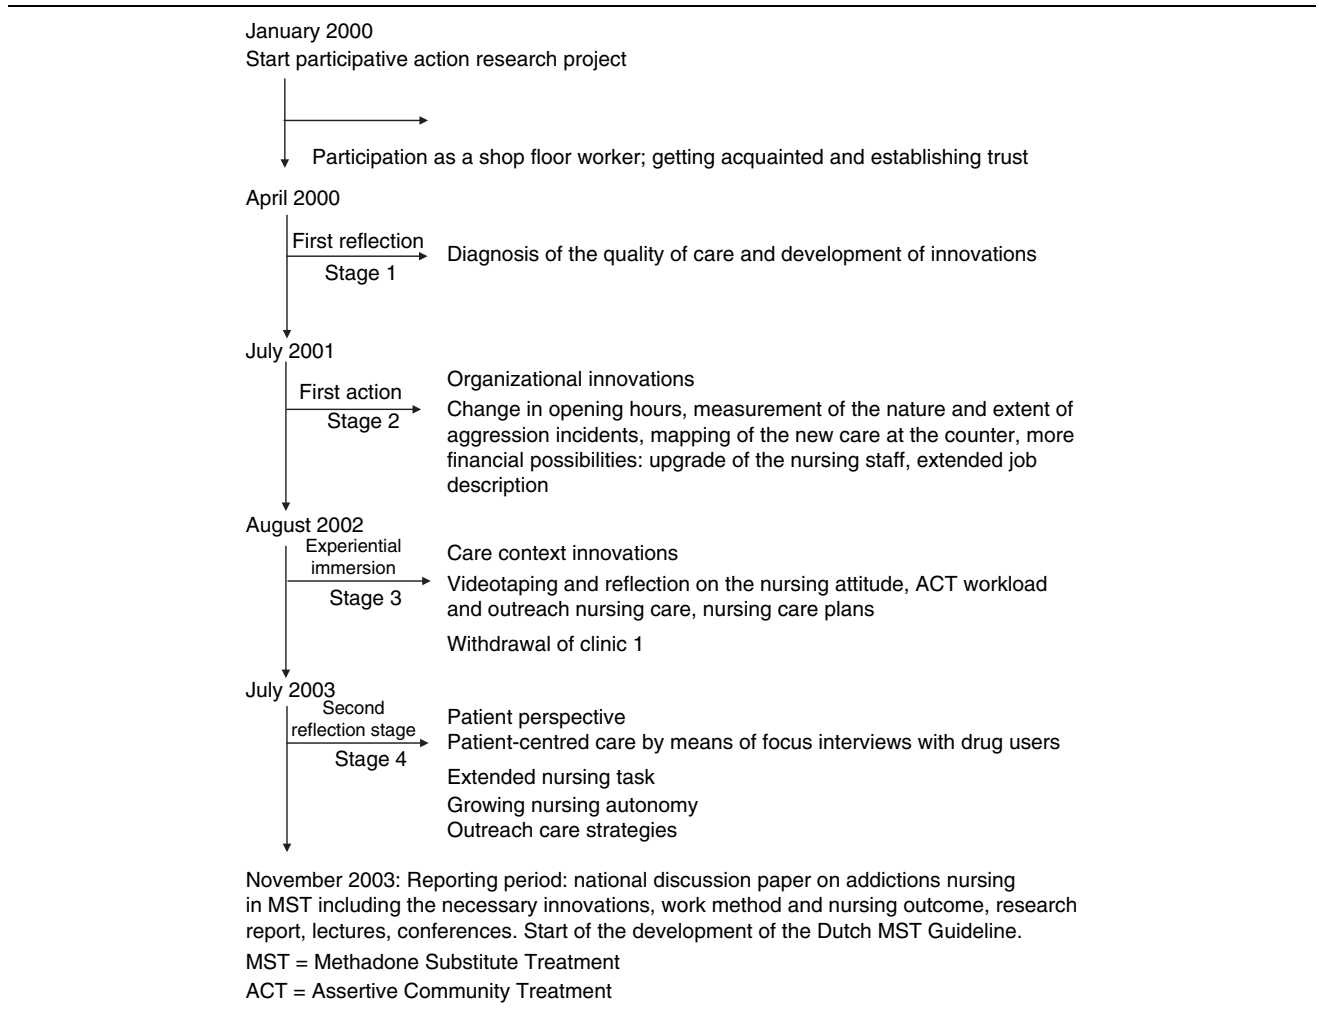 January 2000
Start participative action research project
Participation as a shop floor worker; getting acquainted and establishing trust
April 2000
First reflection
Stage 1
Diagnosis of the quality of care and development of innovations
July 2001
First action
Stage 2
Organizational innovations
Change in opening hours, measurement of the nature and extent of
aggression incidents, mapping of the new care at the counter, more
financial possibilities: upgrade of the nursing staff, extended job
description
August 2002
Experiential
immersion
Stage 3
Care context innovations
Videotaping and reflection on the nursing attitude, ACT workload
and outreach nursing care, nursing care plans
Withdrawal of clinic 1
July 2003
Second
reflection stage
Stage 4
Patient perspective
Patient-centred care by means of focus interviews with drug users
Extended nursing task
Growing nursing autonomy
Outreach care strategies
November 2003: Reporting period: national discussion paper on addictions nursing
in MST including the necessary innovations, work method and nursing outcome, research
report, lectures, conferences. Start of the development of the Dutch MST Guideline.
MST = Methadone Substitute Treatment
ACT = Assertive Community Treatment